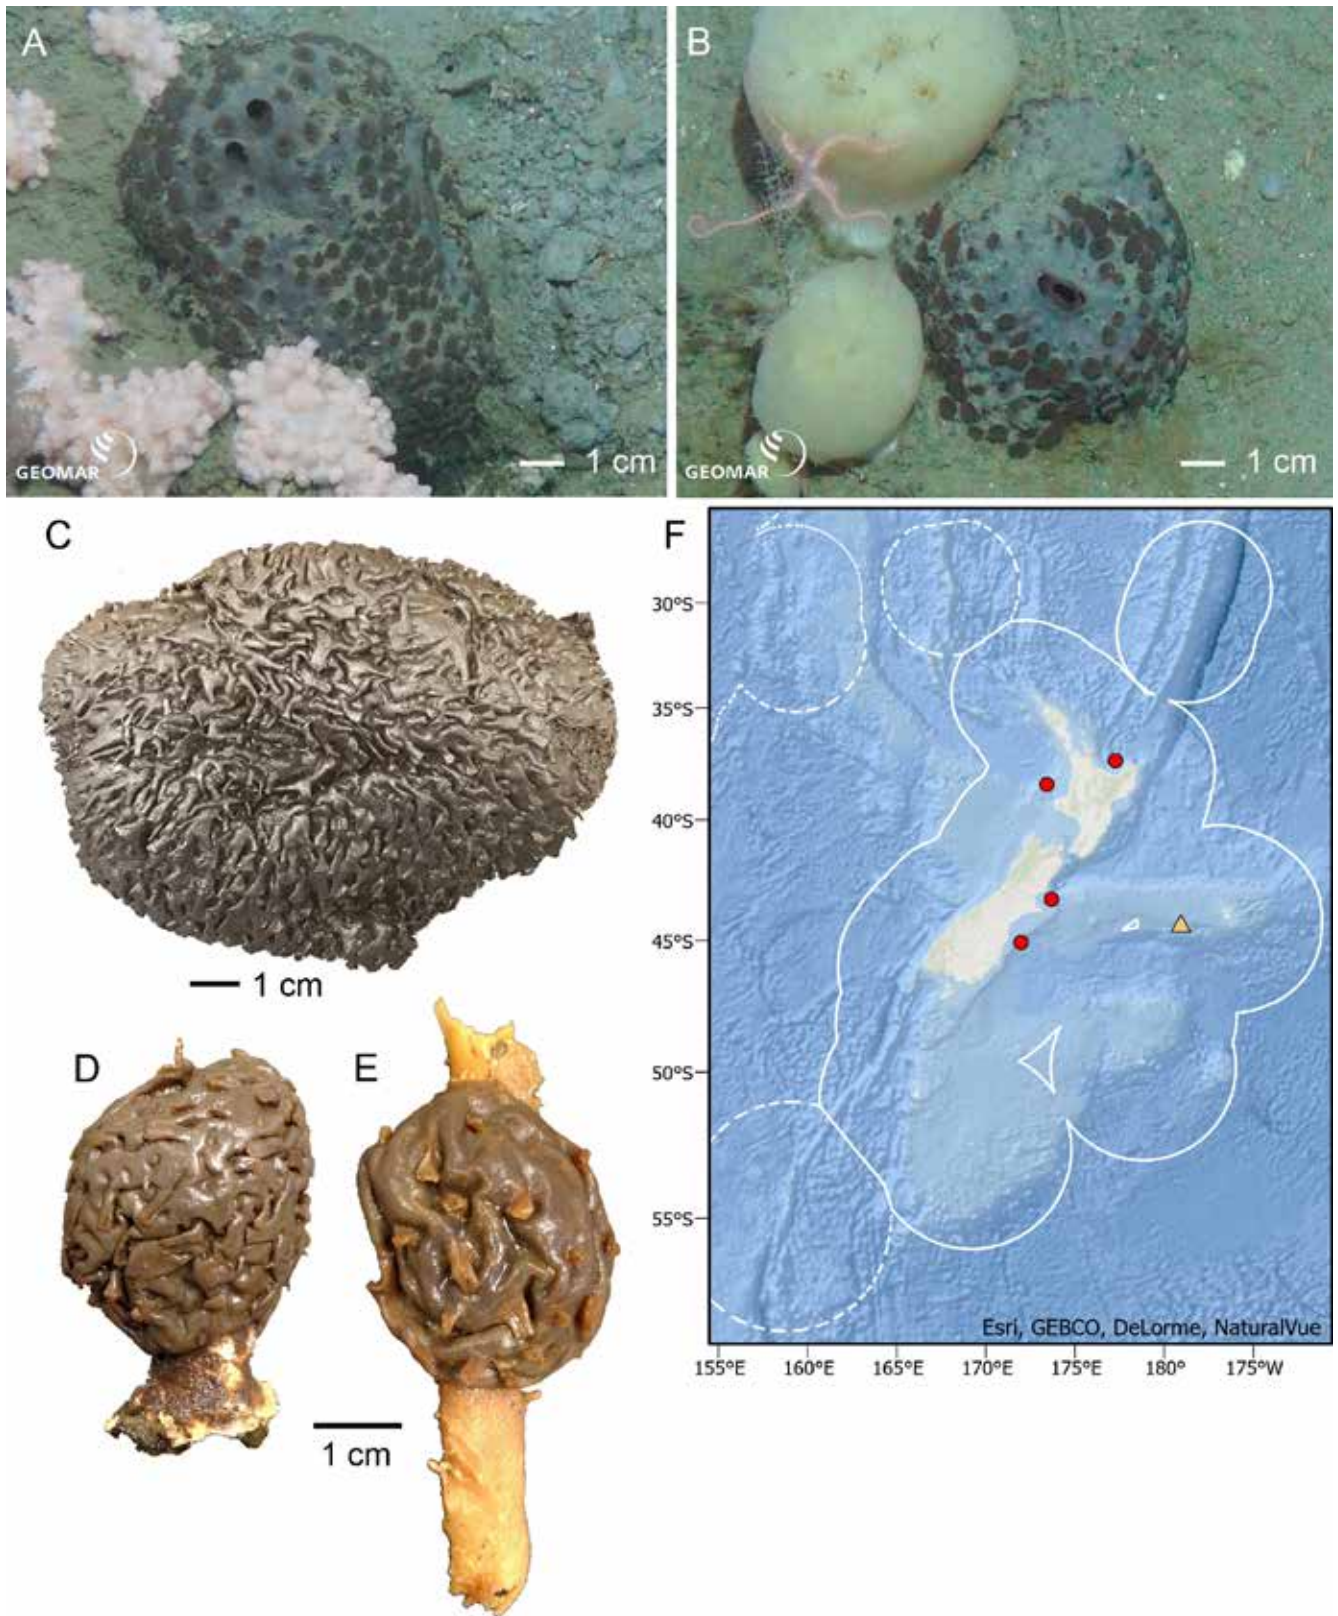 A
B
GEOMAR
1 cm
GEOMAR
1 cm
C
F
30°S
35°S
40°S
45°S
50°S
55°S
1 cm
D
E
1 cm
Esri, GEBCO, DeLorme, NaturalVue
155°E 160°E 165°E 170°E 175°E 180° 175°W